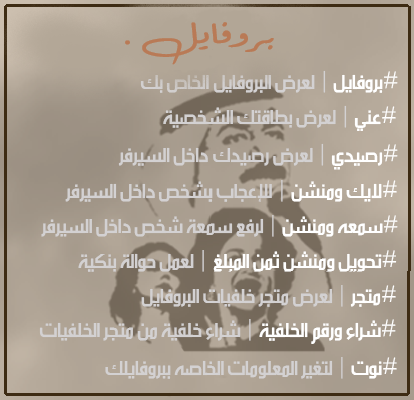 بروفايل .
#بروفايل | لعرض البروفايل الخاص بك
#عني | لعرض بطاقتك الشخصية
#رصيدي | لعرض رصيدك داخل السيرفر
#لايك ومنشن | للإعجاب بشخص داخل السيرفر
#سمعه ومنشن | لرفع سمعة شخص داخل السيرفر
#تحويل ومنشن ثمن المبلغ | لعمل حوالة بنكية
#متجر | لعرض متجر خلفيات البروفايل
#شراء ورقم الخلفية | شراء خلفية من متجر الخلفيات
#نوت | لتغير المعلومات الخاصه ببروفايلك